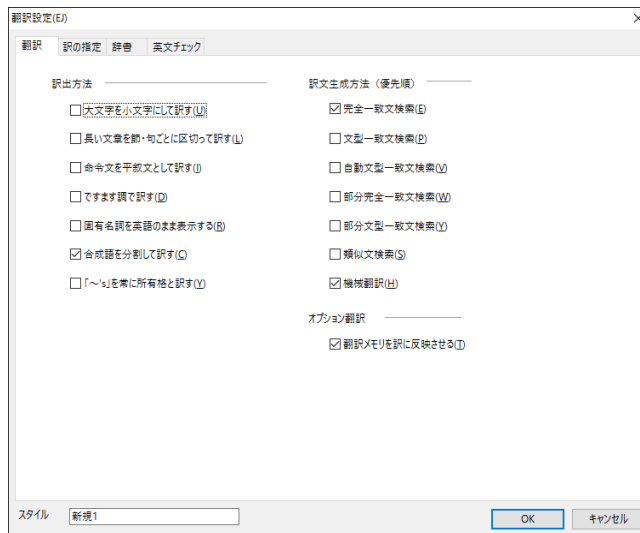 翻訳設定(EJ)
翻訳 訳の指定 辞書 英文チェック
訳出方法
大文字を小文字にして訳す(U)
長い文章を節・句ごとに区切って訳す(L)
命令文を平叙文として訳す(I)
ですます調で訳す(D)
固有名詞を英語のまま表示する(R)
合成語を分割して訳す(C)
「～'s」を常に所有格と訳す(Y)
訳文生成方法（優先順）
完全一致文検索(E)
文型一致文検索(P)
自動文型一致文検索(V)
部分完全一致文検索(W)
部分文型一致文検索(Y)
類似文検索(S)
機械翻訳(H)
オプション翻訳
翻訳メモリを訳に反映させる(T)
スタイル 新規1
OK キャンセル